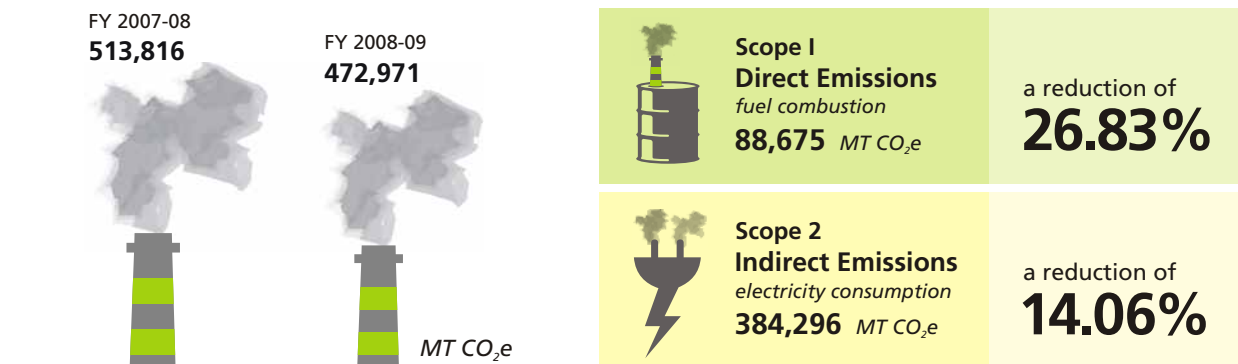 FY 2007-08
513,816
FY 2008-09
472,971
MT CO₂e
Scope I
Direct Emissions
fuel combustion
88,675 MT CO₂e
a reduction of
26.83%
Scope 2
Indirect Emissions
electricity consumption
384,296 MT CO₂e
a reduction of
14.06%